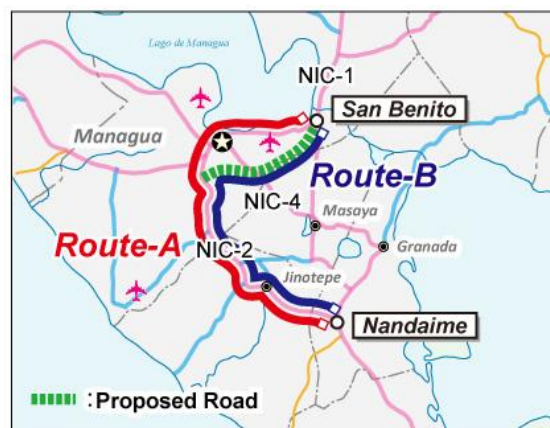 Lago de Managua
NIC-1
San Benito
Managua
Route-B
NIC-4
Masaya
Route-A
NIC-2
Granada
Jinotepe
Nandaime
:Proposed Road